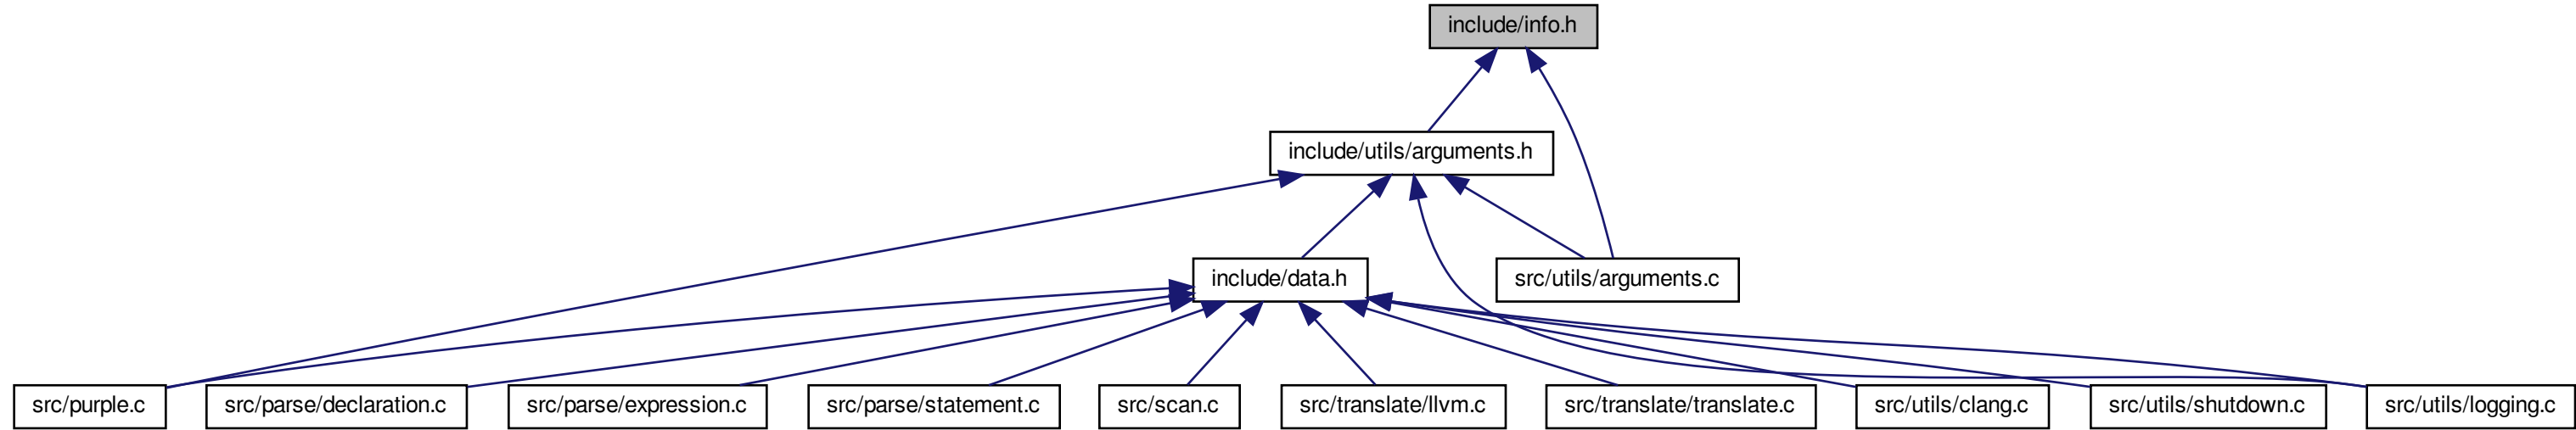 include/info.h
include/utils/arguments.h
include/data.h
src/utils/arguments.c
src/purple.c
src/parse/declaration.c
src/parse/expression.c
src/parse/statement.c
src/scan.c
src/translate/llvm.c
src/translate/translate.c
src/utils/clang.c
src/utils/shutdown.c
src/utils/logging.c